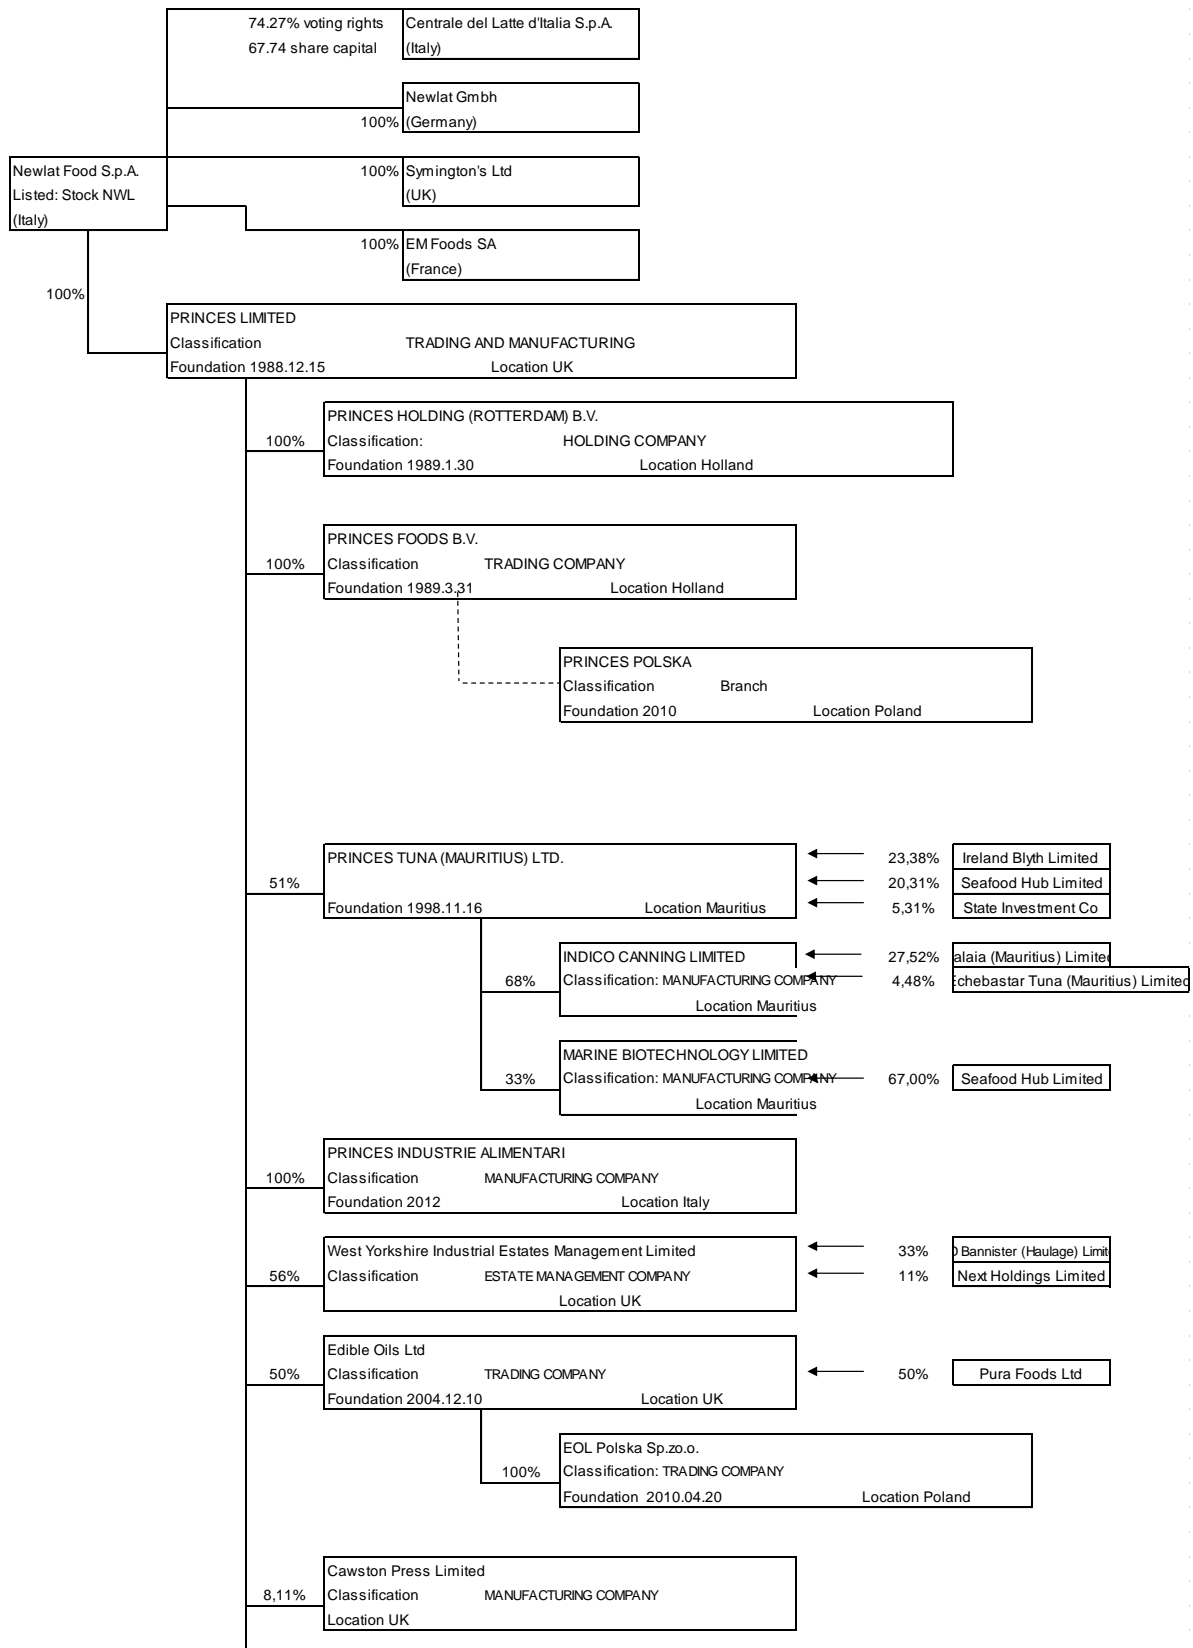 74.27% voting rights
67.74 share capital
Centrale del Latte d'Italia S.p.A.
(Italy)
Newlat Gmbh
100%
(Germany)
Newlat Food S.p.A.
Listed: Stock NWL
(Italy)
100%
Symington's Ltd
(UK)
100%
EM Foods SA
(France)
100%
PRINCES LIMITED
Classification TRADING AND MANUFACTURING
Foundation 1988.12.15 Location UK
PRINCES HOLDING (ROTTERDAM) B.V.
100%
Classification: HOLDING COMPANY
Foundation 1989.1.30 Location Holland
PRINCES FOODS B.V.
100%
Classification TRADING COMPANY
Foundation 1989.3.31 Location Holland
PRINCES POLSKA
Classification Branch
Foundation 2010 Location Poland
PRINCES TUNA (MAURITIUS) LTD.
23,38% Ireland Blyth Limited
51%
20,31% Seafood Hub Limited
Foundation 1998.11.16 Location Mauritius
5,31% State Investment Co
INDICO CANNING LIMITED
27,52% (Mauritius)
68%
Classification: MANUFACTURING COMPANY
4,48% Tuna (Mauritius) Limited
Location Mauritius
MARINE BIOTECHNOLOGY LIMITED
33%
Classification: MANUFACTURING COMPANY
67,00% Seafood Hub Limited
Location Mauritius
PRINCES INDUSTRIE ALIMENTARI
100%
Classification MANUFACTURING COMPANY
Foundation 2012 Location Italy
West Yorkshire Industrial Estates Management Limited
33% Bannister (Haulage)
56%
Classification ESTATE MANAGEMENT COMPANY
11% Next Holdings Limited
Location UK
Edible Oils Ltd
50%
Classification TRADING COMPANY
50% Pura Foods Ltd
Foundation 2004.12.10 Location UK
EOL Polska Sp.zo.o.
100%
Classification: TRADING COMPANY
Foundation 2010.04.20 Location Poland
Cawston Press Limited
8,11%
Classification MANUFACTURING COMPANY
Location UK